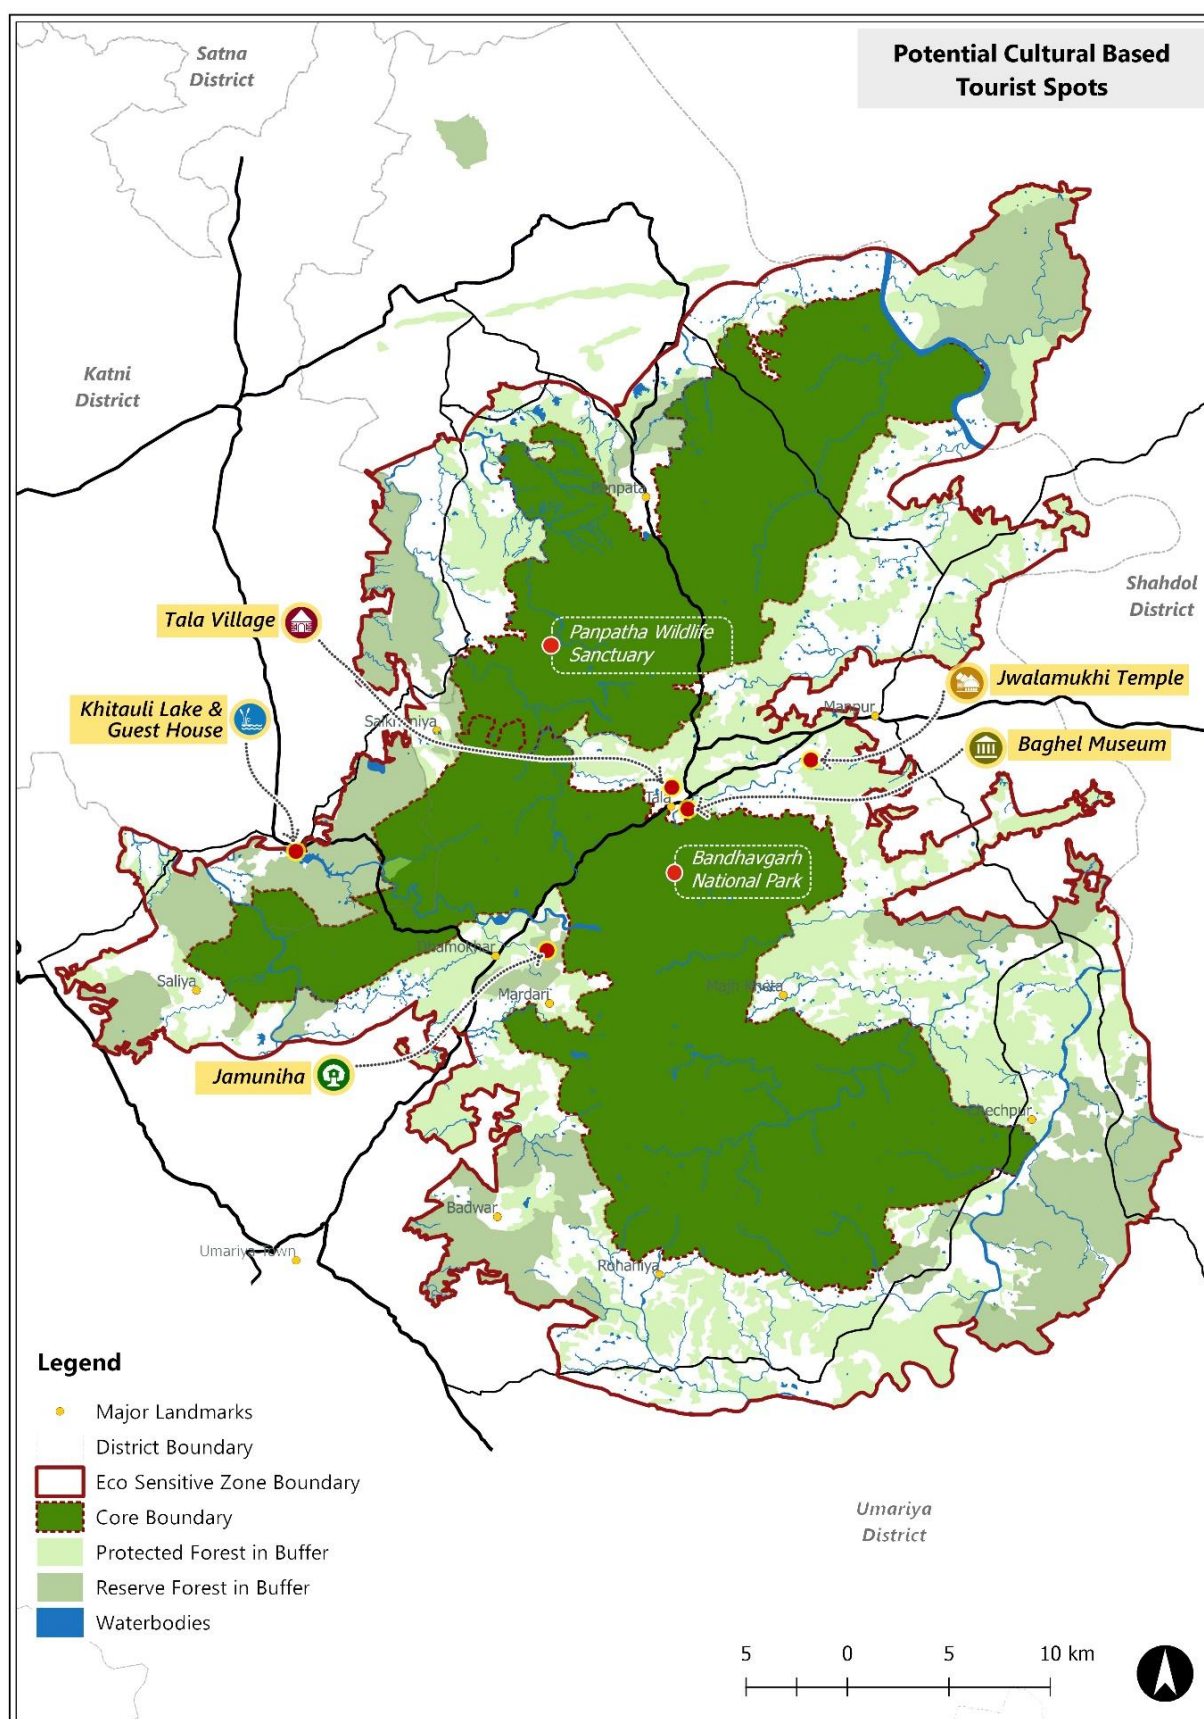 Potential Cultural Based
Tourist Spots
Satna
District
Katni
District
Panpata
Shahdol
District
Tala Village
Panpatha Wildlife
Sanctuary
Jwalamukhi Temple
Khitauli Lake &
Guest House
Manpur
Baghel Museum
Tala
Bandhavgarh
National Park
Dhamokhar
Saliya
Mardari
Jamuniha
Badwar
Umariya Town
Rohaniya
Legend
Major Landmarks
District Boundary
Eco Sensitive Zone Boundary
Core Boundary
Protected Forest in Buffer
Reserve Forest in Buffer
Waterbodies
Umariya
District
5 0 5 10 km